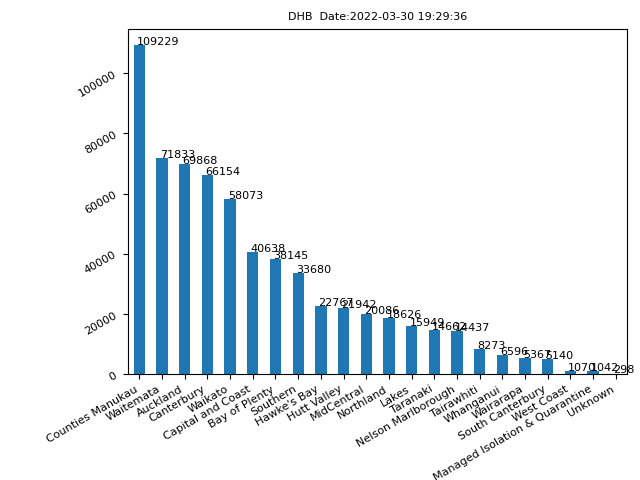 DHB  Date:2022-03-30 19:29:36
100000
80000
60000
40000
20000
0
109229
71833
69868
66154
58073
40638
38145
33680
22767
21942
20086
18626
15949
14662
14437
8273
6596
5367
5140
1070
1042
298
Counties Manukau
Waitemata
Auckland
Canterbury
Waikato
Capital and Coast
Bay of Plenty
Southern
Hawke's Bay
Hutt Valley
MidCentral
Northland
Lakes
Taranaki
Nelson Marlborough
Tairawhiti
Whanganui
Wairarapa
South Canterbury
West Coast
Managed Isolation & Quarantine
Unknown